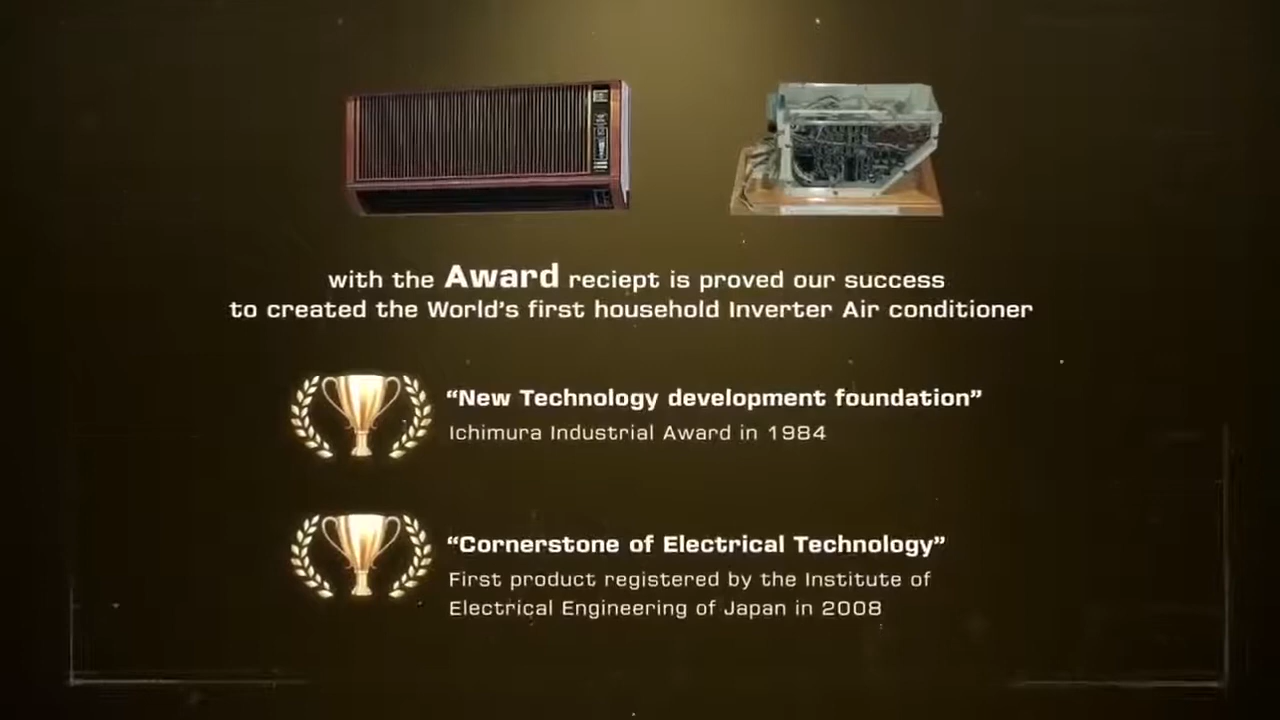 with the Award reciept is proved our success
to created the World's first household Inverter Air conditioner
“New Technology development foundation”
Ichimura Industrial Award in 1984
“Cornerstone of Electrical Technology”
First product registered by the Institute of
Electrical Engineering of Japan in 2008